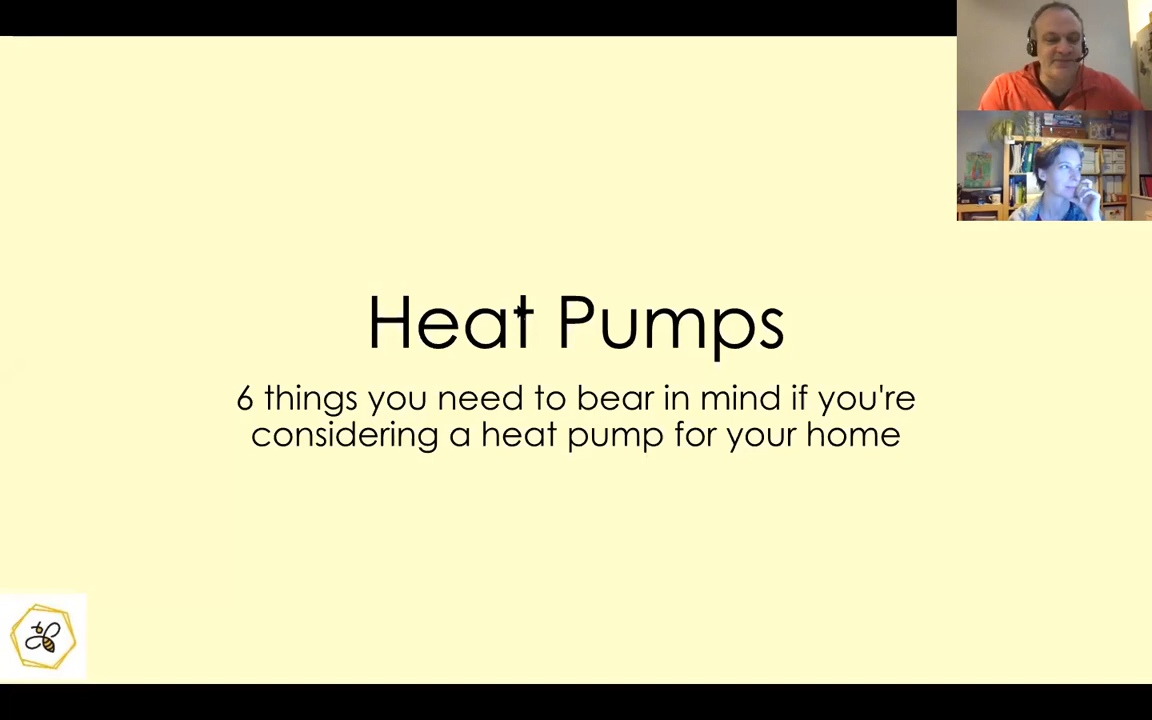 Heat Pumps
6 things you need to bear in mind if you're
considering a heat pump for your home